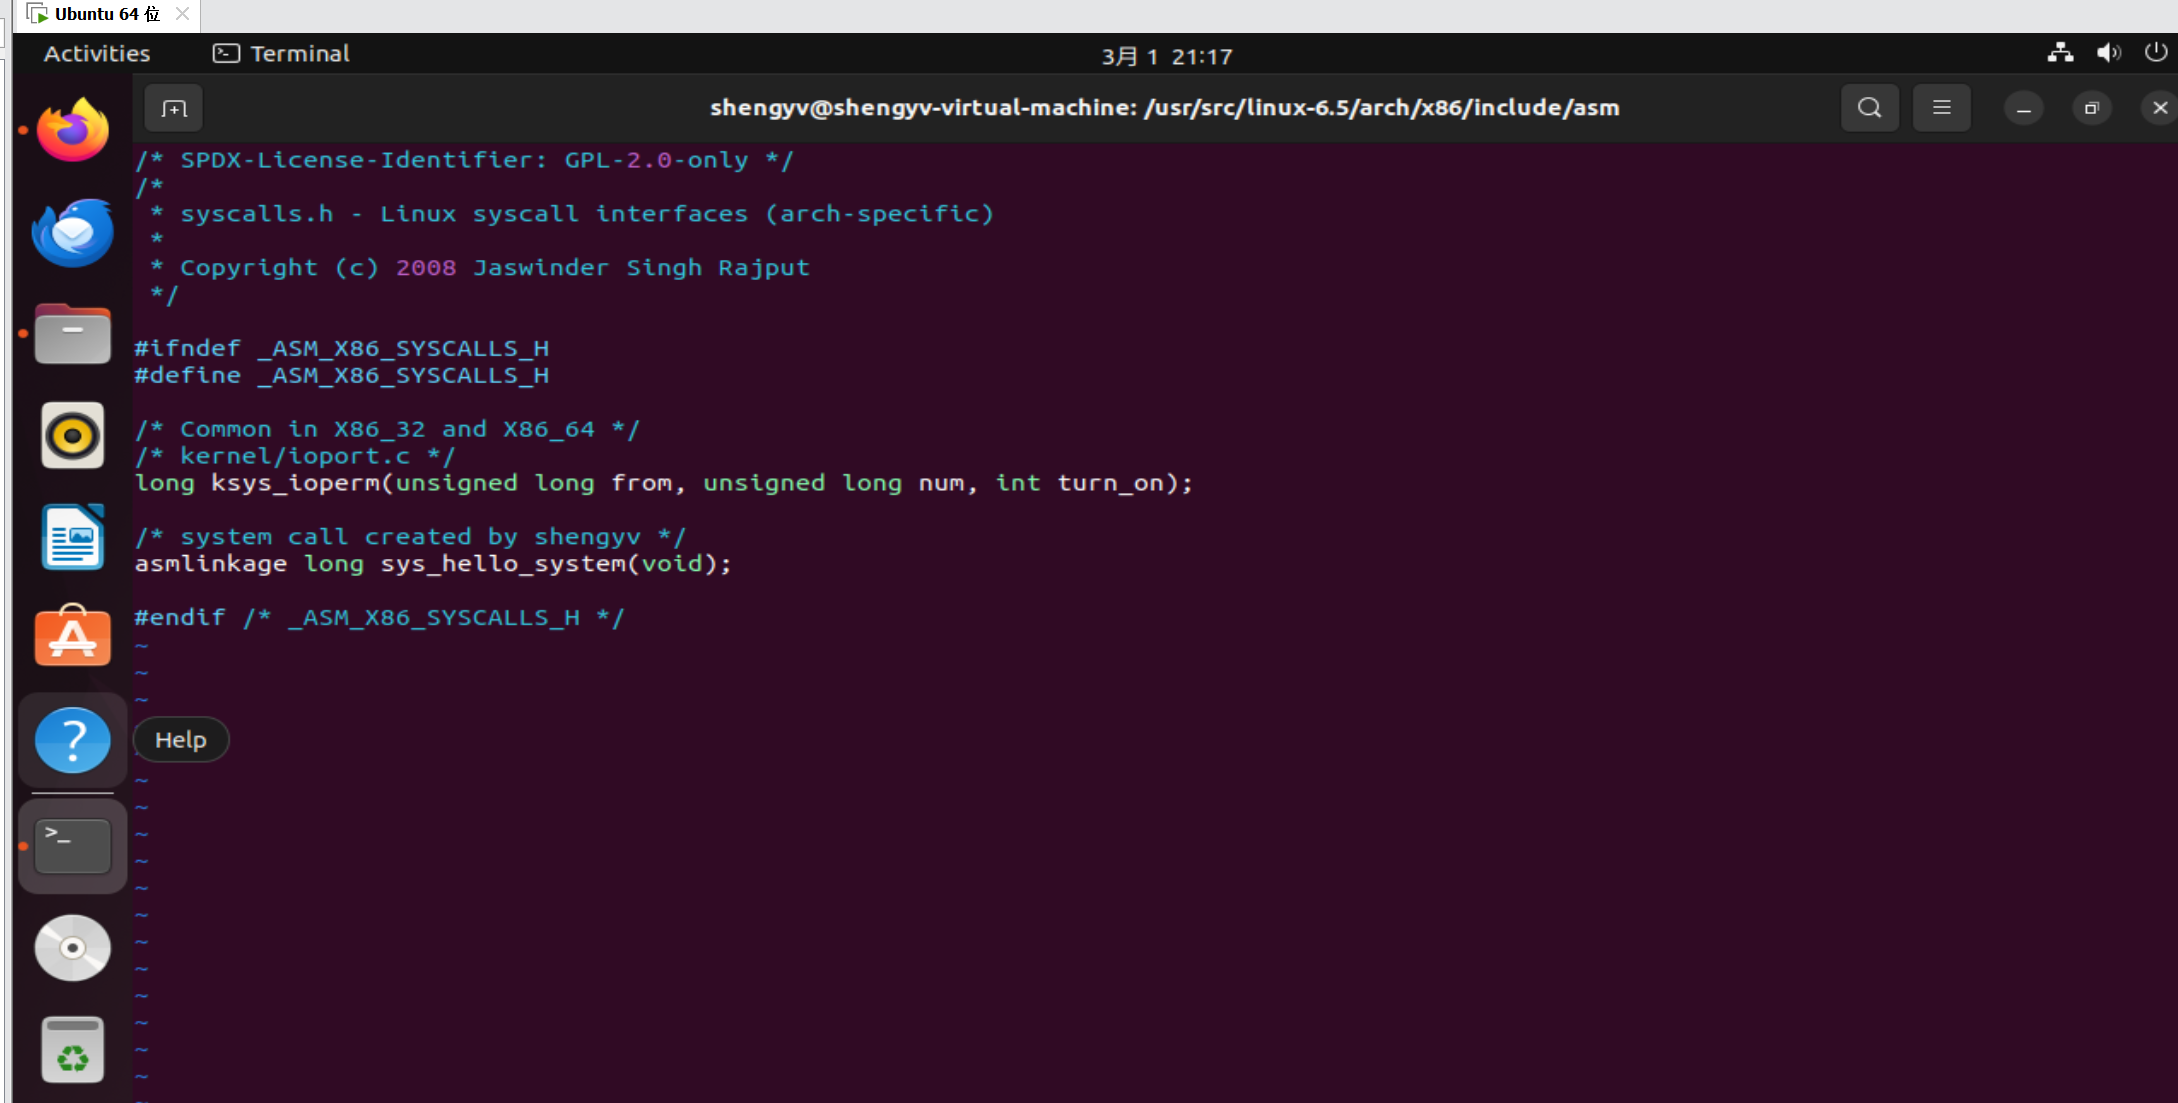 Ubuntu 64 位
Activities
Terminal
3月 1 21:17
shengyv@shengyv-virtual-machine: /usr/src/linux-6.5/arch/x86/include/asm
/* SPDX-License-Identifier: GPL-2.0-only */
/*
 * syscalls.h - Linux syscall interfaces (arch-specific)
 *
 * Copyright (c) 2008 Jaswinder Singh Rajput
 */
#ifndef _ASM_X86_SYSCALLS_H
#define _ASM_X86_SYSCALLS_H
/* Common in X86_32 and X86_64 */
/* kernel/ioport.c */
long ksys_ioperm(unsigned long from, unsigned long num, int turn_on);
/* system call created by shengyv */
asmlinkage long sys_hello_system(void);
#endif /* _ASM_X86_SYSCALLS_H */
~
~
~
Help
~
~
~
~
~
~
~
~
~
~
~
~
~